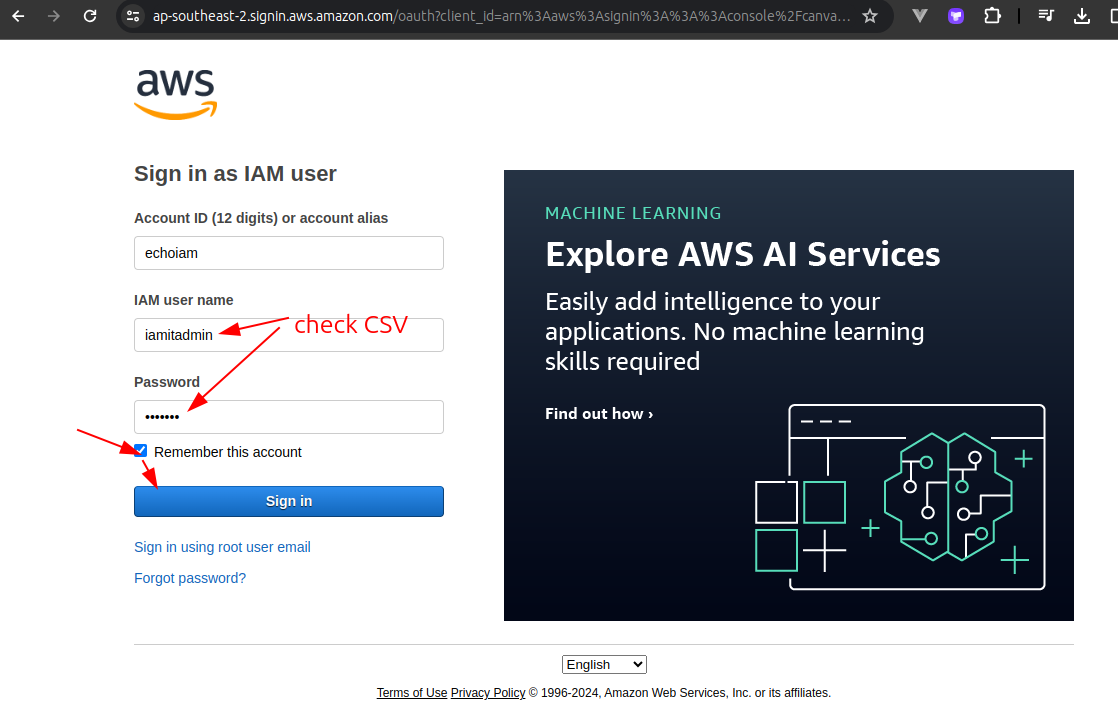 ap-southeast-2.signin.aws.amazon.com/oauth?client_id=arn%3Aaws%3Asignin%3A%3A%3Aconsole%2Fcanva...
aws
Sign in as IAM user
Account ID (12 digits) or account alias
echoiam
IAM user name
iamitadmin
check CSV
Password
•••••••
Remember this account
Sign in
Sign in using root user email
Forgot password?
MACHINE LEARNING
Explore AWS AI Services
Easily add intelligence to your
applications. No machine learning
skills required
Find out how ›
English
Terms of Use Privacy Policy © 1996-2024, Amazon Web Services, Inc. or its affiliates.